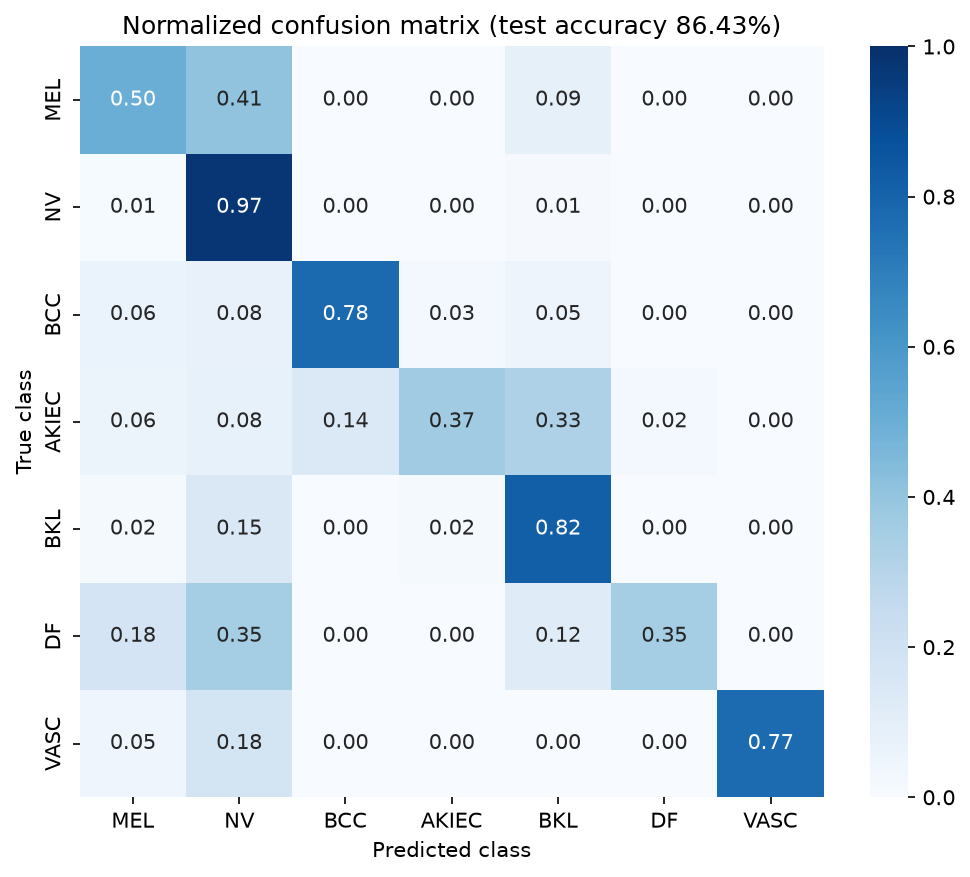 Normalized confusion matrix (test accuracy 86.43%)
True class
MEL 0.50 0.41 0.00 0.00 0.09 0.00 0.00
NV 0.01 0.97 0.00 0.00 0.01 0.00 0.00
BCC 0.06 0.08 0.78 0.03 0.05 0.00 0.00
AKIEC 0.06 0.08 0.14 0.37 0.33 0.02 0.00
BKL 0.02 0.15 0.00 0.02 0.82 0.00 0.00
DF 0.18 0.35 0.00 0.00 0.12 0.35 0.00
VASC 0.05 0.18 0.00 0.00 0.00 0.00 0.77
MEL NV BCC AKIEC BKL DF VASC
Predicted class
1.0
0.8
0.6
0.4
0.2
0.0